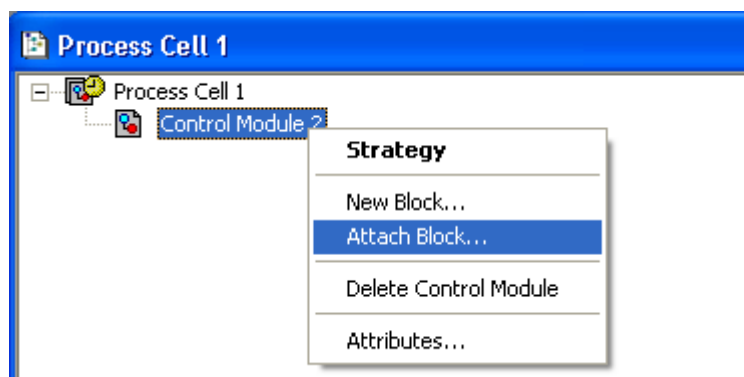 Process Cell 1
Process Cell 1
Control Module 2
Strategy
New Block...
Attach Block...
Delete Control Module
Attributes...